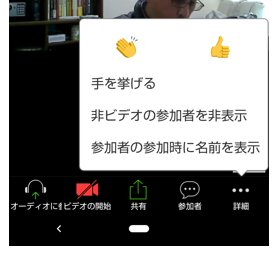 手を挙げる
非ビデオの参加者を非表示
参加者の参加時に名前を表示
オーディオに接
ビデオの開始
共有
参加者
詳細